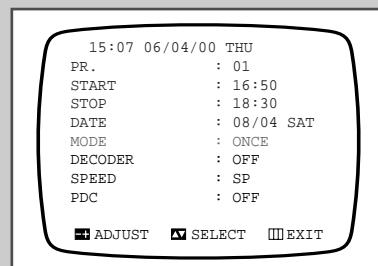 15:07 06/04/00 THU
PR. : 01
START : 16:50
STOP : 18:30
DATE : 08/04 SAT
MODE : ONCE
DECODER : OFF
SPEED : SP
PDC : OFF
ADJUST SELECT EXIT